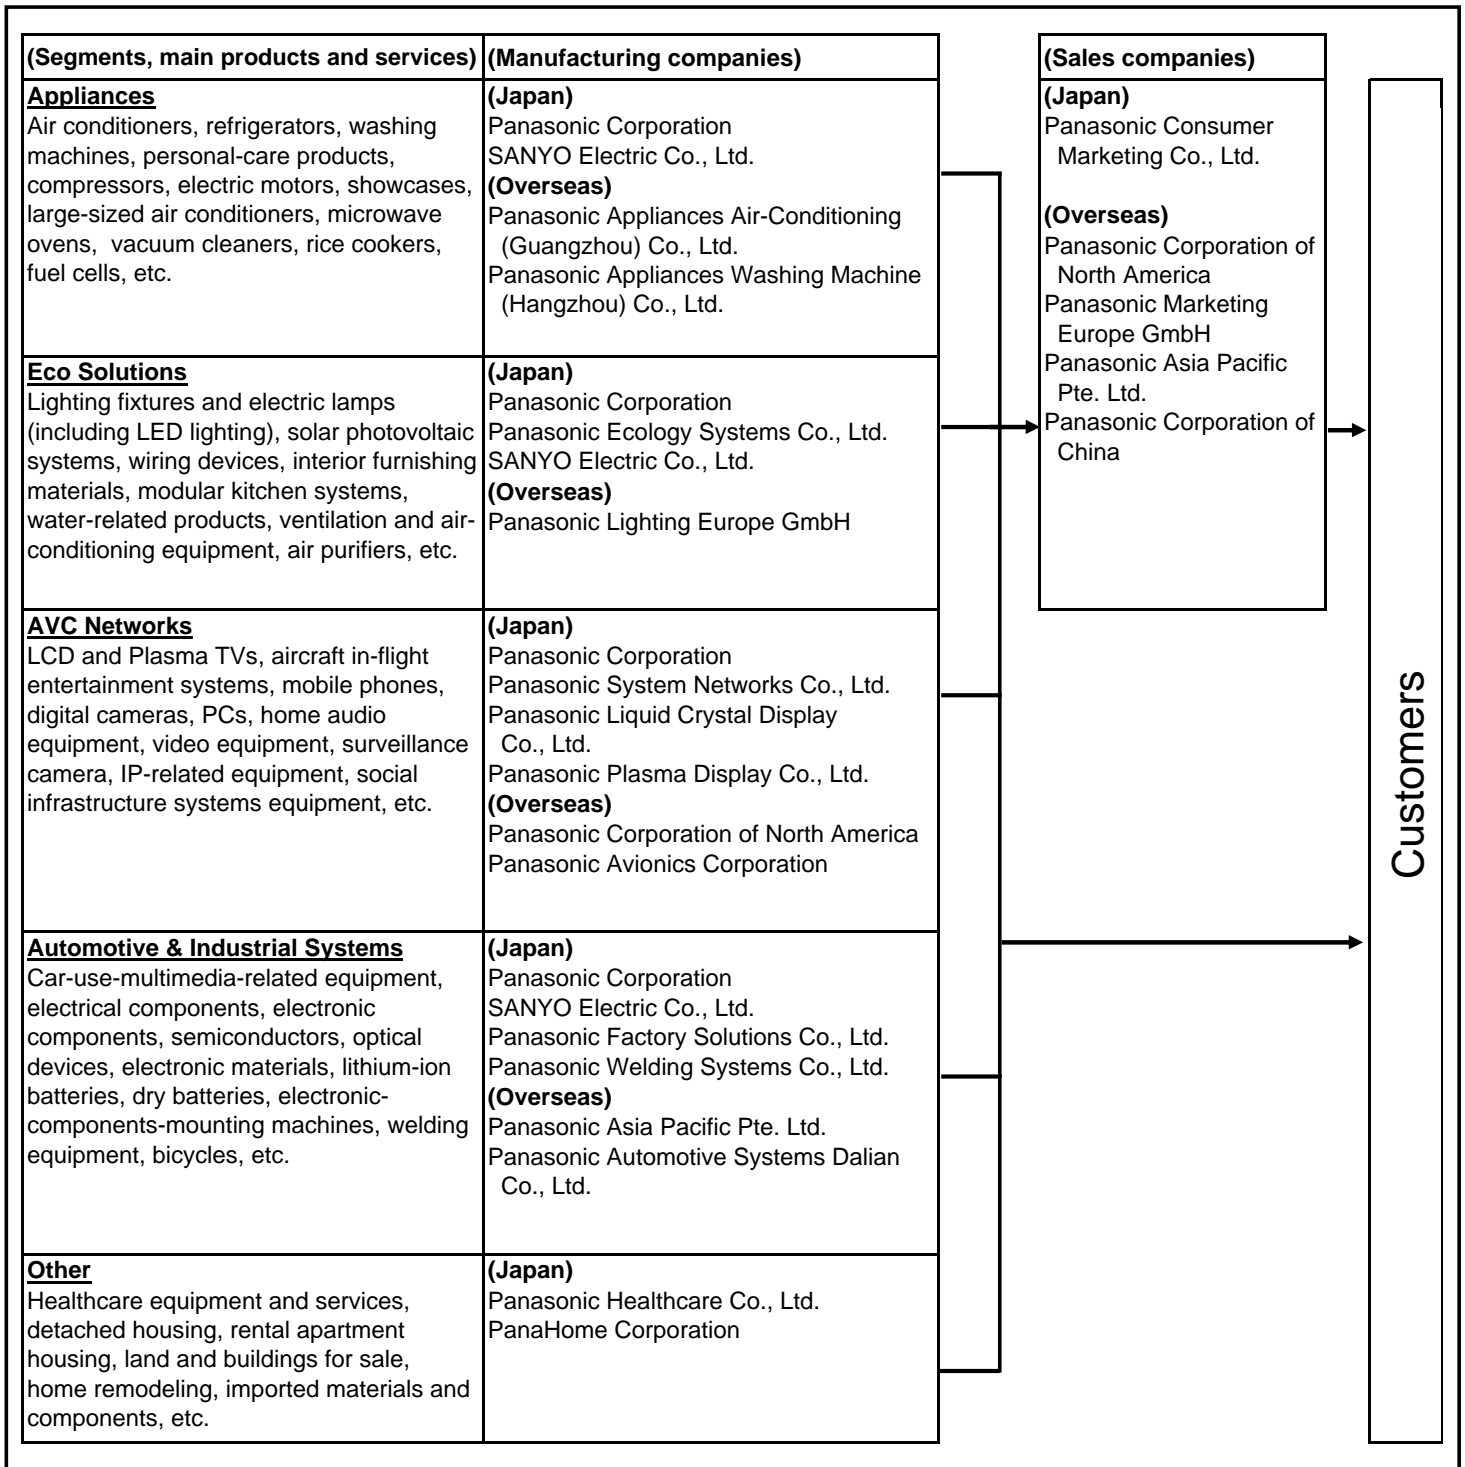 (Segments, main products and services)
(Manufacturing companies)
(Sales companies)
Appliances
Air conditioners, refrigerators, washing
machines, personal-care products,
compressors, electric motors, showcases,
large-sized air conditioners, microwave
ovens, vacuum cleaners, rice cookers,
fuel cells, etc.
(Japan)
Panasonic Corporation
SANYO Electric Co., Ltd.
(Overseas)
Panasonic Appliances Air-Conditioning
(Guangzhou) Co., Ltd.
Panasonic Appliances Washing Machine
(Hangzhou) Co., Ltd.
Eco Solutions
Lighting fixtures and electric lamps
(including LED lighting), solar photovoltaic
systems, wiring devices, interior furnishing
materials, modular kitchen systems,
water-related products, ventilation and air-
conditioning equipment, air purifiers, etc.
(Japan)
Panasonic Corporation
Panasonic Ecology Systems Co., Ltd.
SANYO Electric Co., Ltd.
(Overseas)
Panasonic Lighting Europe GmbH
AVC Networks
LCD and Plasma TVs, aircraft in-flight
entertainment systems, mobile phones,
digital cameras, PCs, home audio
equipment, video equipment, surveillance
camera, IP-related equipment, social
infrastructure systems equipment, etc.
(Japan)
Panasonic Corporation
Panasonic System Networks Co., Ltd.
Panasonic Liquid Crystal Display
Co., Ltd.
Panasonic Plasma Display Co., Ltd.
(Overseas)
Panasonic Corporation of North America
Panasonic Avionics Corporation
Automotive & Industrial Systems
Car-use-multimedia-related equipment,
electrical components, electronic
components, semiconductors, optical
devices, electronic materials, lithium-ion
batteries, dry batteries, electronic-
components-mounting machines, welding
equipment, bicycles, etc.
(Japan)
Panasonic Corporation
SANYO Electric Co., Ltd.
Panasonic Factory Solutions Co., Ltd.
Panasonic Welding Systems Co., Ltd.
(Overseas)
Panasonic Asia Pacific Pte. Ltd.
Panasonic Automotive Systems Dalian
Co., Ltd.
Other
Healthcare equipment and services,
detached housing, rental apartment
housing, land and buildings for sale,
home remodeling, imported materials and
components, etc.
(Japan)
Panasonic Healthcare Co., Ltd.
PanaHome Corporation
(Japan)
Panasonic Consumer
Marketing Co., Ltd.
(Overseas)
Panasonic Corporation of
North America
Panasonic Marketing
Europe GmbH
Panasonic Asia Pacific
Pte. Ltd.
Panasonic Corporation of
China
Customers